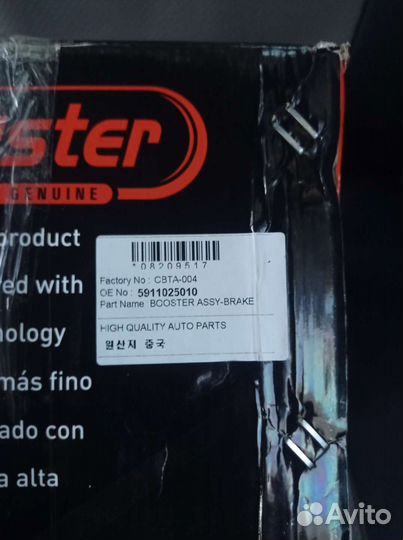 ster
GENUINE
product
ed with
nology
más fino
ado con
a alta
*08209517
Factory No : CBTA-004
OE No : 5911025010
Part Name : BOOSTER ASSY-BRAKE
HIGH QUALITY AUTO PARTS
원산지 중국
Avito